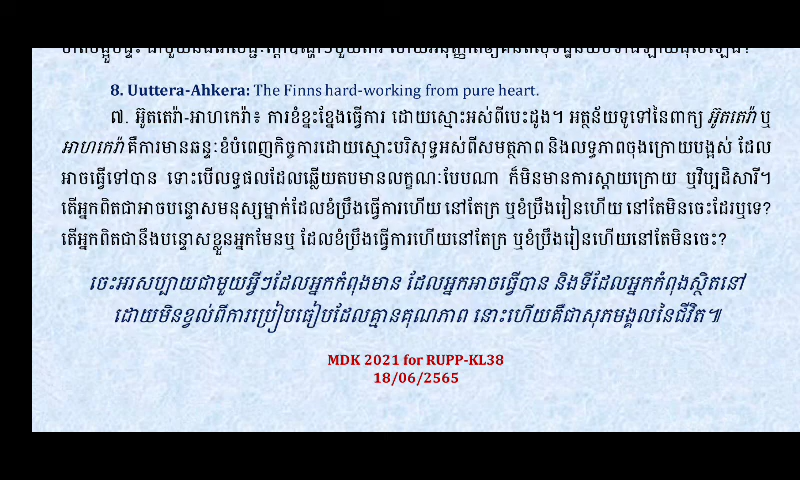 8. Uuttera-Ahkera: The Finns hard-working from pure heart.
៧. អ៊ូតតេរ៉ា-អាហកេរ៉ា៖ ការខំខ្នះខ្នែងធ្វើការ ដោយស្មោះអស់ពីបេះដូង។ អត្ថន័យទូទៅនៃពាក្យ អ៊ូតតេរ៉ា ឬ
អាហកេរ៉ា គឺការមានឆន្ទៈខំបំពេញកិច្ចការដោយស្មោះបរិសុទ្ធអស់ពីសមត្ថភាព និងលទ្ធភាពចុងក្រោយបង្អស់ ដែល
អាចធ្វើទៅបាន ទោះបើលទ្ធផលដែលឆ្លើយតបមានលក្ខណៈបែបណា ក៏មិនមានការស្ដាយក្រោយ ឬវិប្បដិសារី។
តើអ្នកពិតជាអាចបន្ទោសមនុស្សម្នាក់ដែលខំប្រឹងធ្វើការហើយ នៅតែក្រ ឬខំប្រឹងរៀនហើយ នៅតែមិនចេះដែរឬទេ?
តើអ្នកពិតជានឹងបន្ទោសខ្លួនអ្នកមែនឬ ដែលខំប្រឹងធ្វើការហើយនៅតែក្រ ឬខំប្រឹងរៀនហើយនៅតែមិនចេះ?
ចេះអរសប្បាយជាមួយអ្វីៗដែលអ្នកកំពុងមាន ដែលអ្នកអាចធ្វើបាន និងទីដែលអ្នកកំពុងស្ថិតនៅ
ដោយមិនខ្វល់ពីការប្រៀបធៀបដែលគ្មានគុណភាព នោះហើយគឺជាសុភមង្គលនៃជីវិត៕
MDK 2021 for RUPP-KL38
18/06/2565